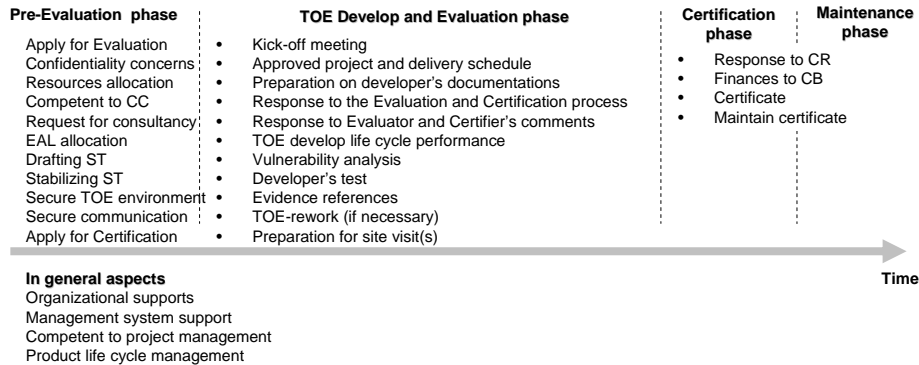 Pre-Evaluation phase
Apply for Evaluation
Confidentiality concerns
Resources allocation
Competent to CC
Request for consultancy
EAL allocation
Drafting ST
Stabilizing ST
Secure TOE environment
Secure communication
Apply for Certification
TOE Develop and Evaluation phase
• Kick-off meeting
• Approved project and delivery schedule
• Preparation on developer's documentations
• Response to the Evaluation and Certification process
• Response to Evaluator and Certifier's comments
• TOE develop life cycle performance
• Vulnerability analysis
• Developer's test
• Evidence references
• TOE-rework (if necessary)
• Preparation for site visit(s)
Certification
phase
Maintenance
phase
• Response to CR
• Finances to CB
• Certificate
• Maintain certificate
Time
In general aspects
Organizational supports
Management system support
Competent to project management
Product life cycle management